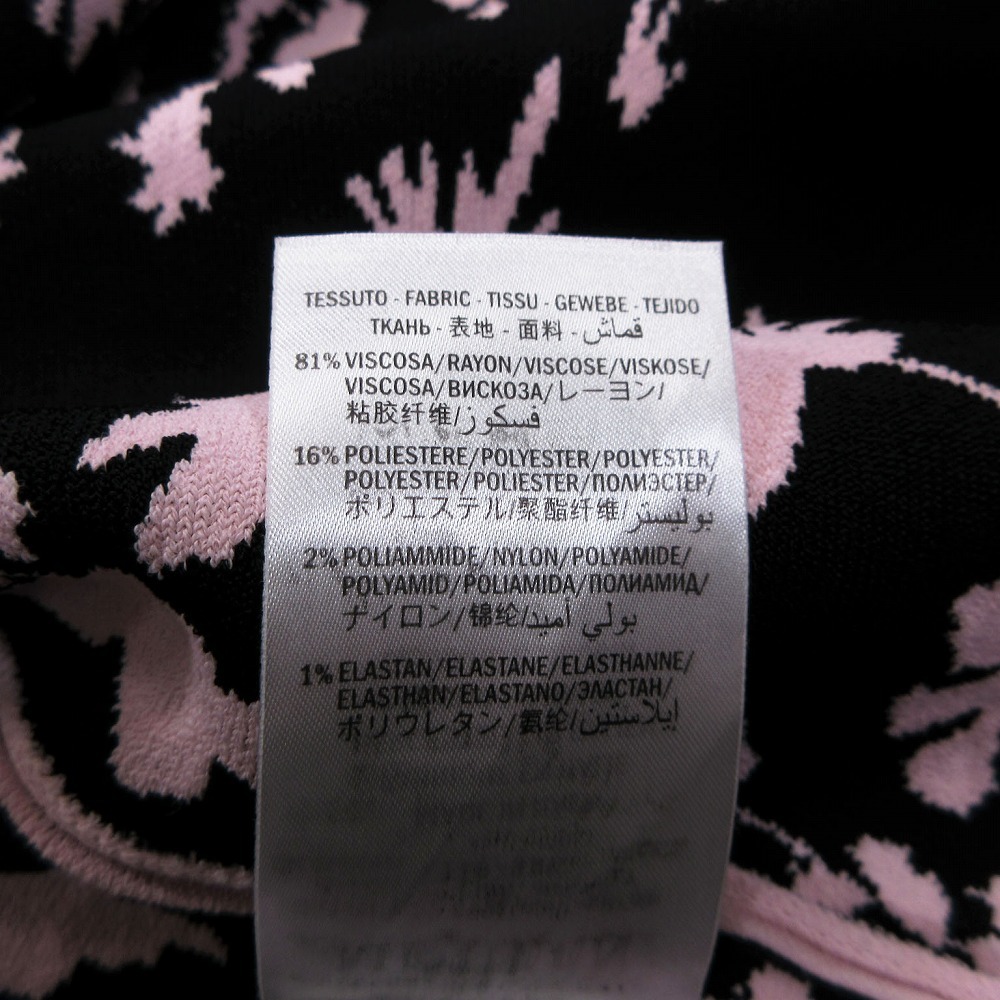 TESSUTO - FABRIC - TISSU - GEWEBE - TEJIDO
ТКАНЬ - 表地 - 面料 - قماش
81% VISCOSA/RAYON/VISCOSE/VISKOSE/
VISCOSA/ВИСКОЗА/レーヨン/
粘胶纤维/فسكوز
16% POLIESTERE/POLYESTER/POLYESTER/
POLYESTER/POLIESTER/ПОЛИЭСТЕР/
ポリエステル/聚酯纤维/بوليستر
2% POLIAMMIDE/NYLON/POLYAMIDE/
POLYAMID/POLIAMIDA/ПОЛИАМИД/
ナイロン/锦纶/بولي أميد
1% ELASTAN/ELASTANE/ELASTHANNE/
ELASTHAN/ELASTANO/ЭЛАСТАН/
ポリウレタン/氨纶/إيلاستين